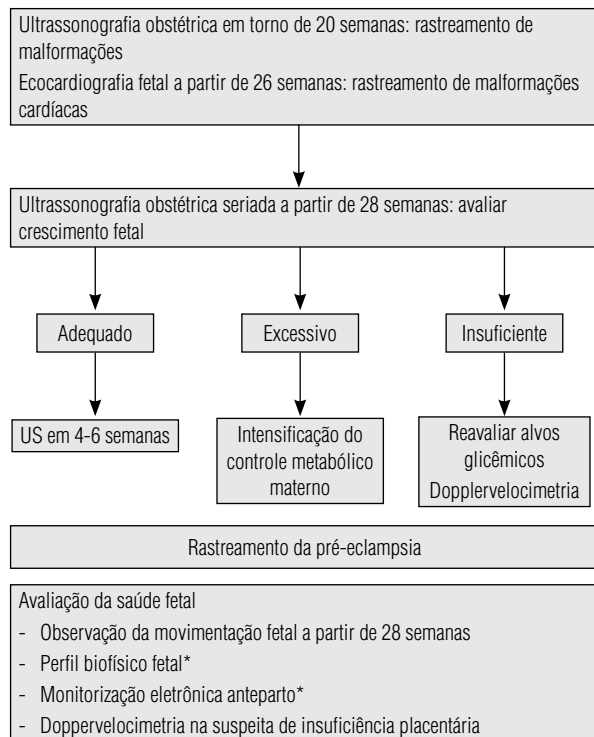 Ultrassonografia obstétrica em torno de 20 semanas: rastreamento de
malformações
Ecocardiografia fetal a partir de 26 semanas: rastreamento de malformações
cardíacas
Ultrassonografia obstétrica seriada a partir de 28 semanas: avaliar
crescimento fetal
Adequado
Excessivo
Insuficiente
US em 4-6 semanas
Intensificação do
controle metabólico
materno
Reavaliar alvos
glicêmicos
Dopplervelocimetria
Rastreamento da pré-eclampsia
Avaliação da saúde fetal
- Observação da movimentação fetal a partir de 28 semanas
- Perfil biofísico fetal*
- Monitorização eletrônica anteparto*
- Doppervelocimetria na suspeita de insuficiência placentária